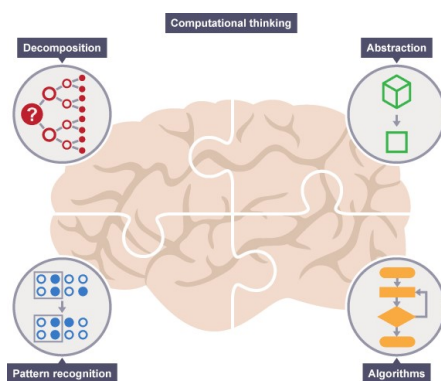 Computational thinking
Decomposition
Abstraction
?
Pattern recognition
Algorithms